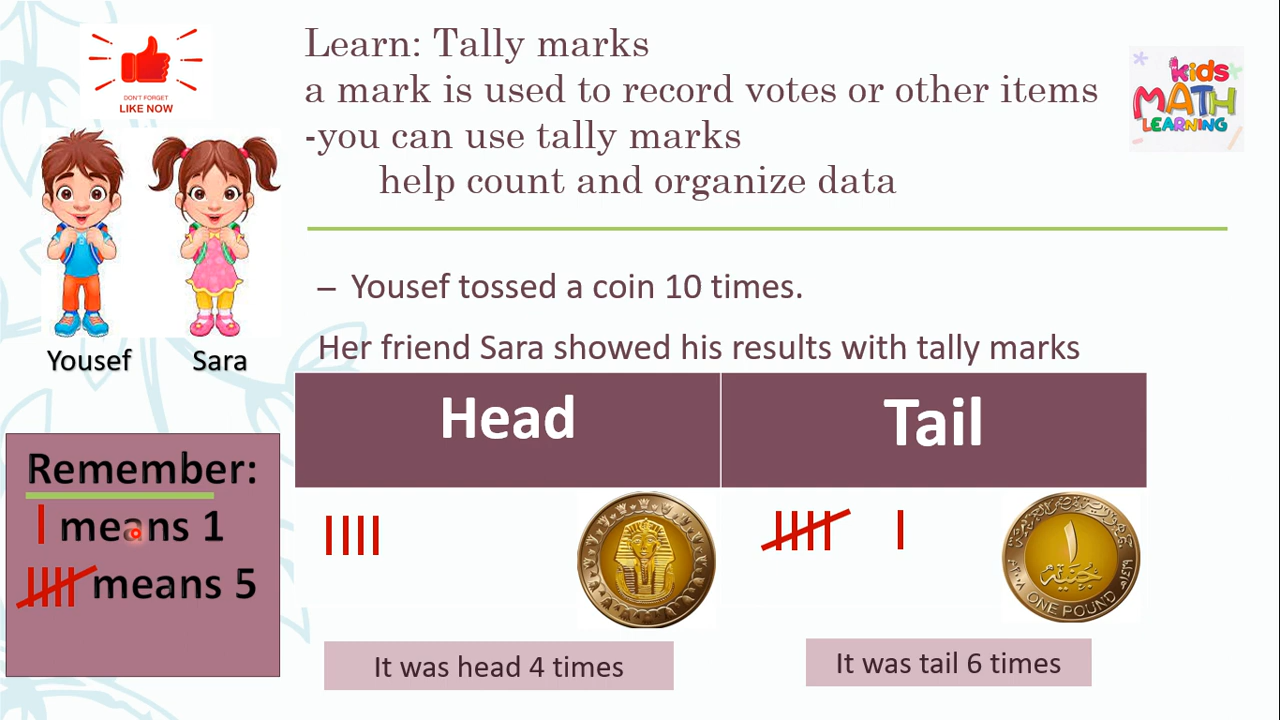 DON'T FORGET
LIKE NOW
Learn: Tally marks
a mark is used to record votes or other items
-you can use tally marks
help count and organize data
kids
MATH
LEARNING
Yousef
Sara
– Yousef tossed a coin 10 times.
Her friend Sara showed his results with tally marks
Remember:
| means 1
means 5
Head
Tail
١
جنيه
ONE POUND
It was head 4 times
It was tail 6 times